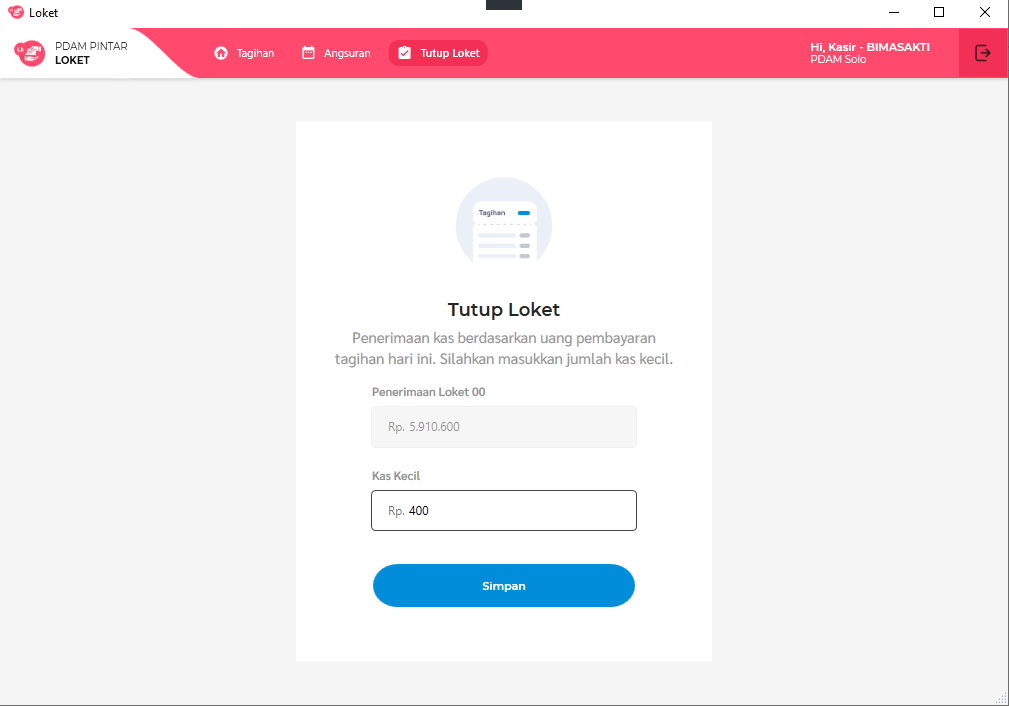 Loket
PDAM PINTAR
LOKET
Tagihan
Angsuran
Tutup Loket
Hi, Kasir - BIMASAKTI
PDAM Solo
Tagihan
Tutup Loket
Penerimaan kas berdasarkan uang pembayaran
tagihan hari ini. Silahkan masukkan jumlah kas kecil.
Penerimaan Loket 00
Rp. 5.910.600
Kas Kecil
Rp. 400
Simpan